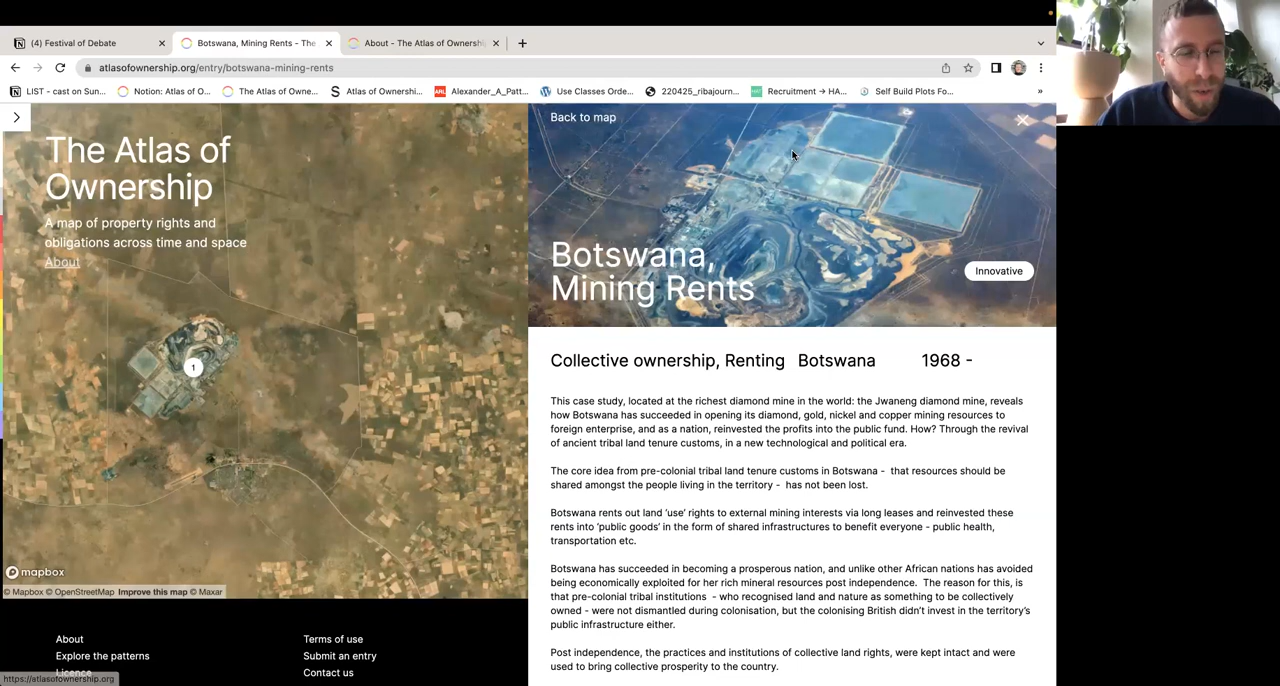 (4) Festival of Debate
Botswana, Mining Rents - The
About - The Atlas of Ownershi
atlasofownership.org/entry/botswana-mining-rents
LIST - cast on Sun...
Notion: Atlas of O...
The Atlas of Owne...
Atlas of Ownershi...
Alexander_A_Patt...
Use Classes Orde...
220425_ribajourn...
Recruitment → HA...
Self Build Plots Fo...
»
The Atlas of
Ownership
A map of property rights and
obligations across time and space
About
1
mapbox
© Mapbox © OpenStreetMap Improve this map © Maxar
Back to map
Botswana,
Mining Rents
Innovative
Collective ownership, Renting Botswana 1968 -
This case study, located at the richest diamond mine in the world: the Jwaneng diamond mine, reveals
how Botswana has succeeded in opening its diamond, gold, nickel and copper mining resources to
foreign enterprise, and as a nation, reinvested the profits into the public fund. How? Through the revival
of ancient tribal land tenure customs, in a new technological and political era.
The core idea from pre-colonial tribal land tenure customs in Botswana - that resources should be
shared amongst the people living in the territory - has not been lost.
Botswana rents out land ‘use’ rights to external mining interests via long leases and reinvested these
rents into ‘public goods’ in the form of shared infrastructures to benefit everyone - public health,
transportation etc.
Botswana has succeeded in becoming a prosperous nation, and unlike other African nations has avoided
being economically exploited for her rich mineral resources post independence. The reason for this, is
that pre-colonial tribal institutions - who recognised land and nature as something to be collectively
owned - were not dismantled during colonisation, but the colonising British didn’t invest in the territory’s
public infrastructure either.
Post independence, the practices and institutions of collective land rights, were kept intact and were
used to bring collective prosperity to the country.
About
Explore the patterns
Licence
Terms of use
Submit an entry
Contact us
https://atlasofownership.org